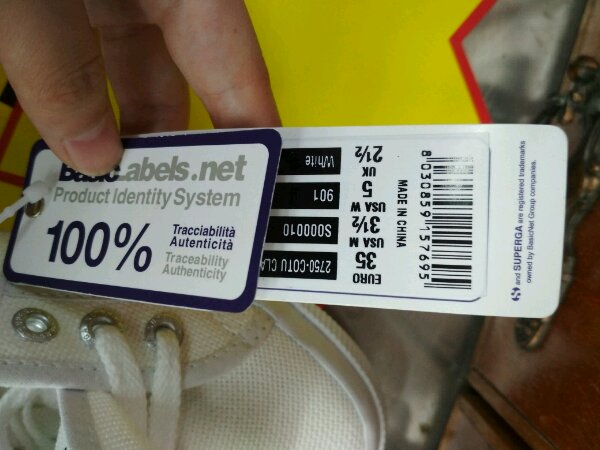 BasicLabels.net
Product Identity System
100%
Tracciabilità
Autenticità
Traceability
Authenticity
2750-COTU CLA
S000010
901
White
EURO
35
USA M
3½
USA W
5
UK
2½
MADE IN CHINA
8 030859 157695
S and SUPERGA are registered trademarks
owned by BasicNet Group companies.